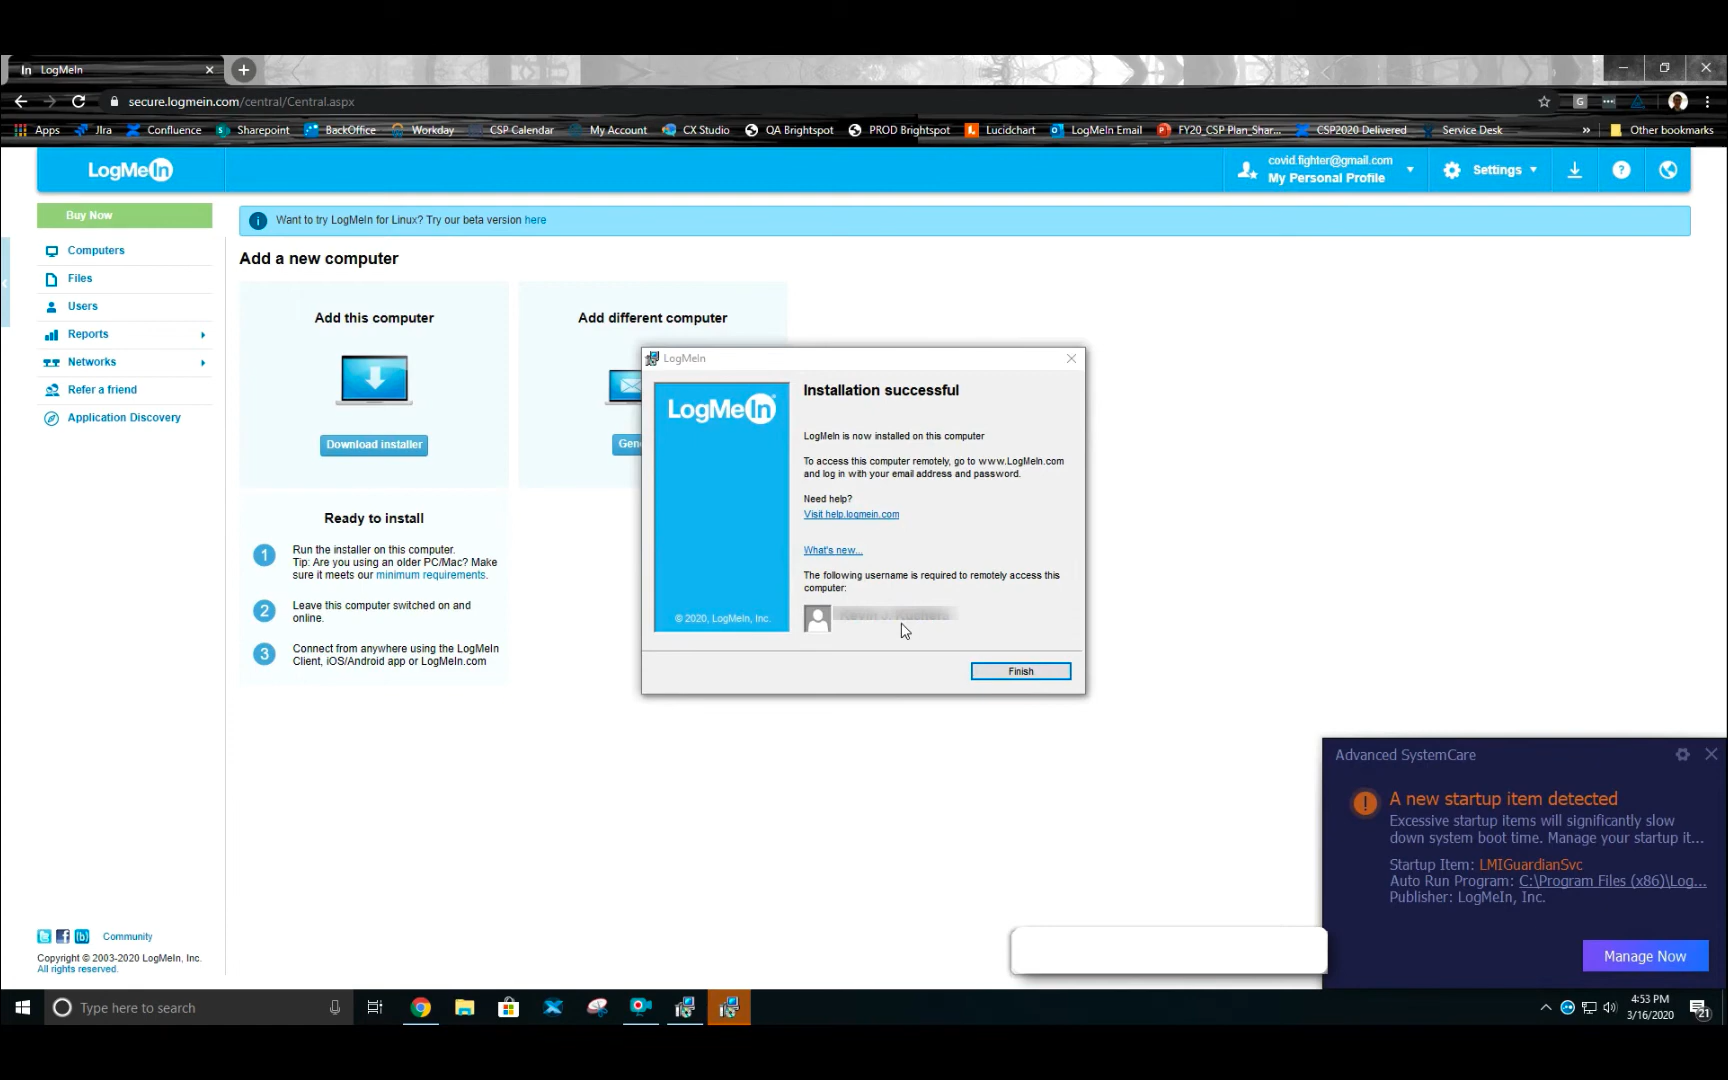 LogMeIn
secure.logmein.com/central/Central.aspx
Apps Jira Confluence Sharepoint BackOffice Workday CSP Calendar My Account CX Studio QA Brightspot PROD Brightspot Lucidchart LogMeIn Email FY20_CSP Plan_Shar... CSP2020 Delivered Service Desk » Other bookmarks
LogMeIn
covid.fighter@gmail.com
My Personal Profile
Settings
Buy Now
Want to try LogMeIn for Linux? Try our beta version here
Computers
Files
Users
Reports
Networks
Refer a friend
Application Discovery
Add a new computer
Add this computer
Download installer
Add different computer
Gen
Ready to install
1 Run the installer on this computer.
Tip: Are you using an older PC/Mac? Make
sure it meets our minimum requirements.
2 Leave this computer switched on and
online.
3 Connect from anywhere using the LogMeIn
Client, iOS/Android app or LogMeIn.com
LogMeIn
LogMeIn
© 2020, LogMeIn, Inc.
Installation successful
LogMeIn is now installed on this computer
To access this computer remotely, go to www.LogMeIn.com
and log in with your email address and password.
Need help?
Visit help.logmein.com
What's new...
The following username is required to remotely access this
computer:
Finish
Advanced SystemCare
A new startup item detected
Excessive startup items will significantly slow
down system boot time. Manage your startup it...
Startup Item: LMIGuardianSvc
Auto Run Program: C:\Program Files (x86)\Log...
Publisher: LogMeIn, Inc.
Manage Now
Community
Copyright © 2003-2020 LogMeIn, Inc.
All rights reserved.
Type here to search
4:53 PM
3/16/2020
21